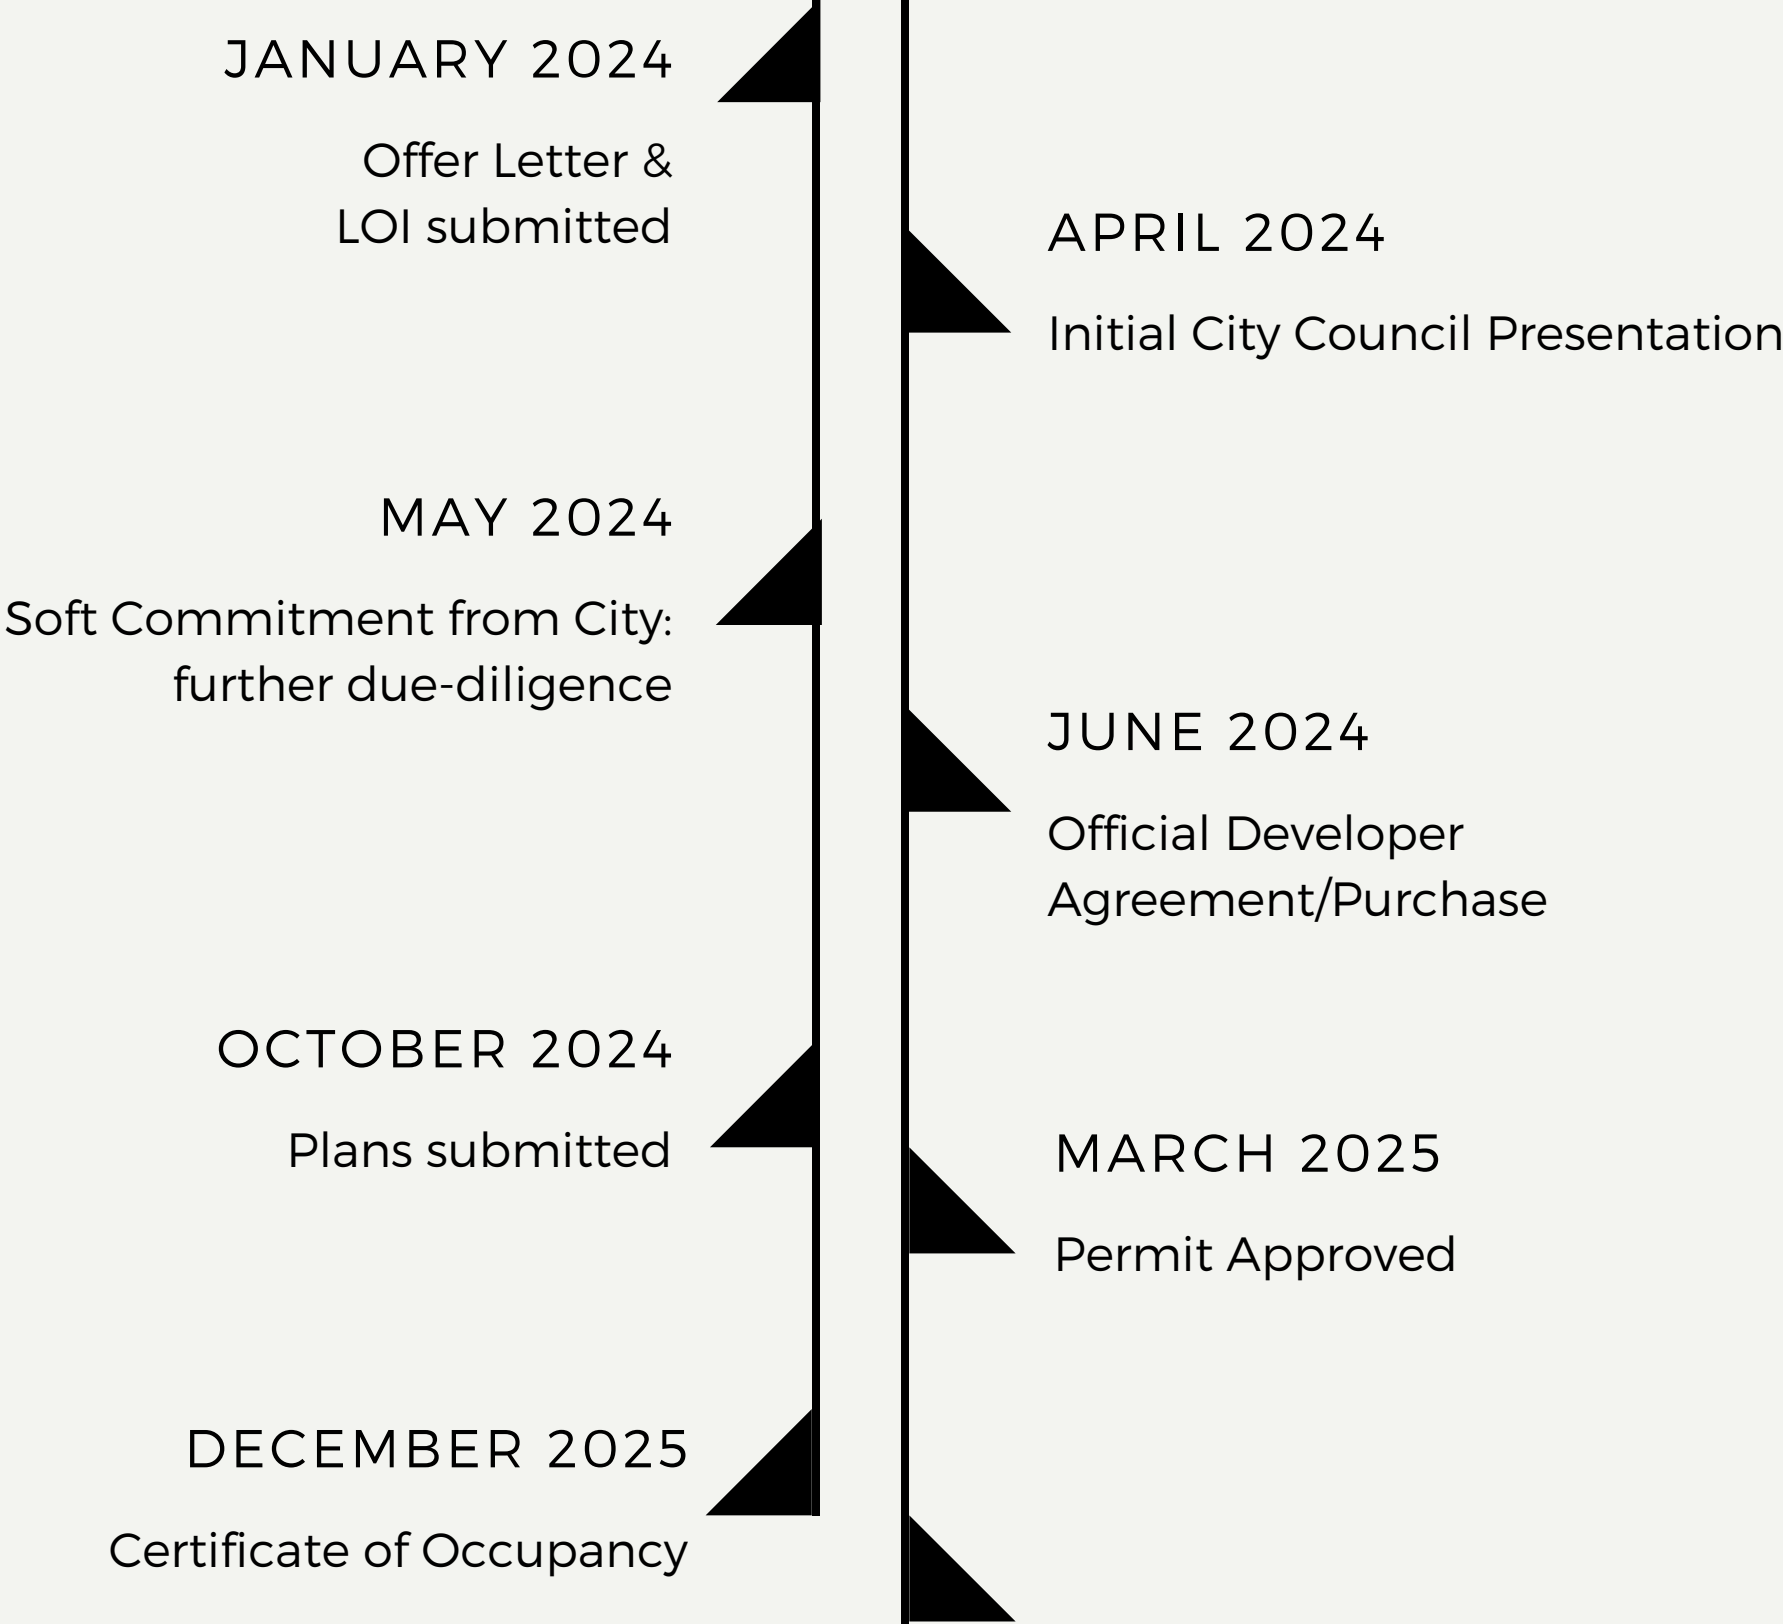 JANUARY 2024
Offer Letter &
LOI submitted
APRIL 2024
Initial City Council Presentation
MAY 2024
Soft Commitment from City:
further due-diligence
JUNE 2024
Official Developer
Agreement/Purchase
OCTOBER 2024
Plans submitted
MARCH 2025
Permit Approved
DECEMBER 2025
Certificate of Occupancy